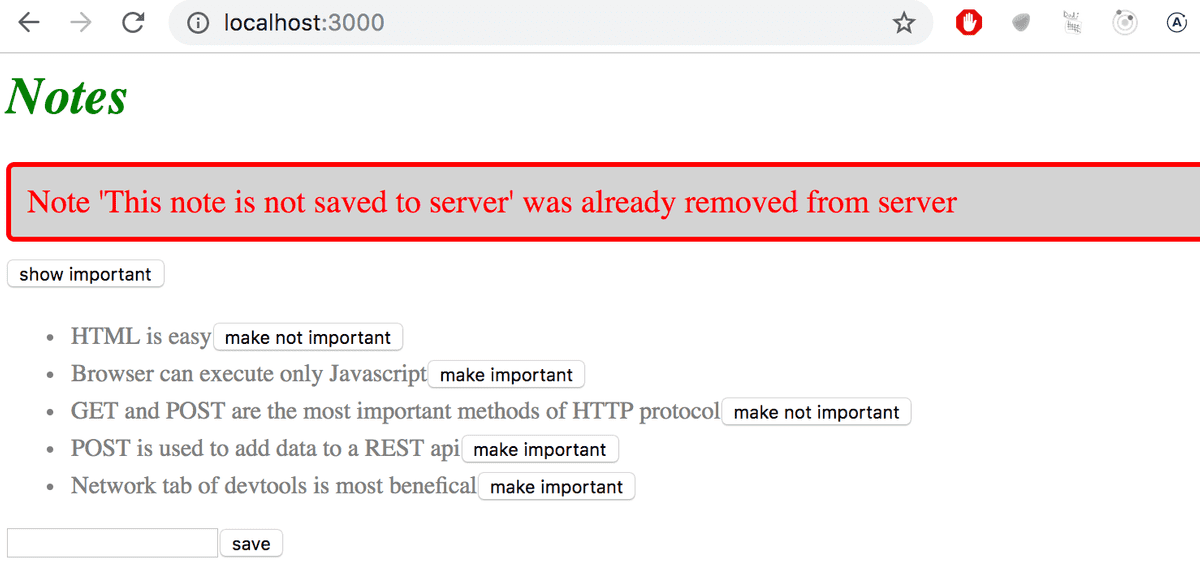 localhost:3000
Notes
Note 'This note is not saved to server' was already removed from server
show important
HTML is easy make not important
Browser can execute only Javascript make important
GET and POST are the most important methods of HTTP protocol make not important
POST is used to add data to a REST api make important
Network tab of devtools is most benefical make important
save